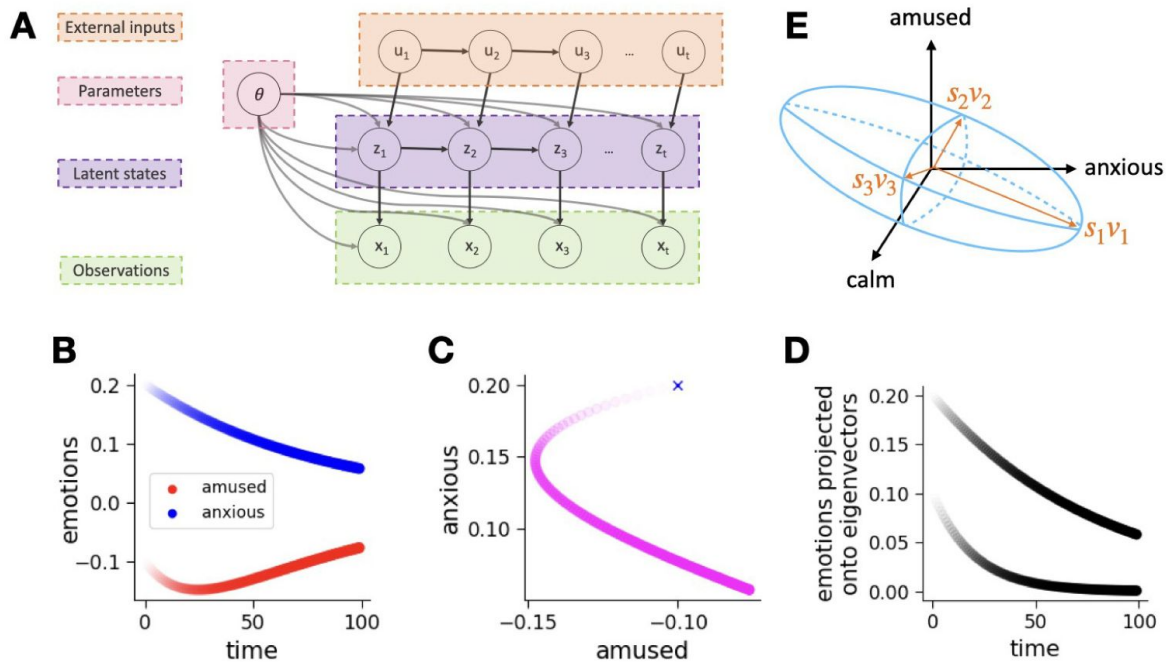 A
External inputs
Parameters
Latent states
Observations
θ
u1 u2 u3 ... ut
z1 z2 z3 ... zt
x1 x2 x3 ... xt
E
amused
anxious
calm
s2v2
s3v3
s1v1
B
emotions
0.2
0.1
0.0
−0.1
amused
anxious
0 50 100
time
C
anxious
0.20
0.15
0.10
−0.15 −0.10
amused
D
emotions projected
onto eigenvectors
0.20
0.15
0.10
0.05
0.00
0 50 100
time